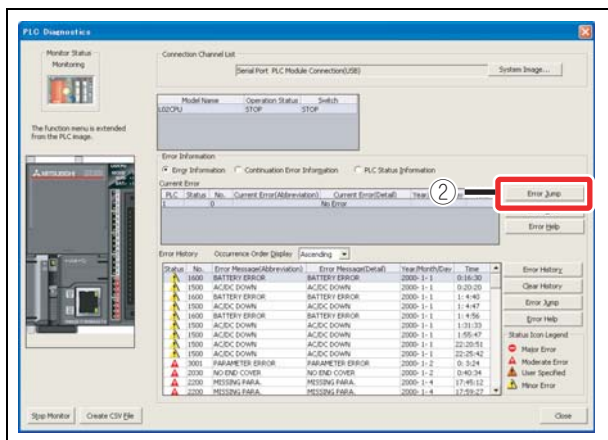 PLC Diagnostics
Monitor Status
Monitoring
The function menu is extended
from the PLC image.
MITSUBISHI
Connection Channel List
Serial Port PLC Module Connection(USB)
System Image...
Model Name Operation Status Switch
L02CPU STOP STOP
Error Information
Error Information Continuation Error Information PLC Status Information
Current Error
PLC Status No. Current Error(Abbreviation) Current Error(Detail) Year/
1 0 No Error
②
Error Jump
Error Help
Error History Occurrence Order Display Ascending
Status No. Error Message(Abbreviation) Error Message(Detail) Year/Month/Day Time
1600 BATTERY ERROR BATTERY ERROR 2000- 1- 1 0:16:30
1500 AC/DC DOWN AC/DC DOWN 2000- 1- 1 0:20:20
1600 BATTERY ERROR BATTERY ERROR 2000- 1- 1 1: 4:40
1500 AC/DC DOWN AC/DC DOWN 2000- 1- 1 1: 4:47
1600 BATTERY ERROR BATTERY ERROR 2000- 1- 1 1: 4:56
1500 AC/DC DOWN AC/DC DOWN 2000- 1- 1 1:31:33
1500 AC/DC DOWN AC/DC DOWN 2000- 1- 1 1:55:47
1500 AC/DC DOWN AC/DC DOWN 2000- 1- 1 22:20:51
1500 AC/DC DOWN AC/DC DOWN 2000- 1- 1 22:25:42
3001 PARAMETER ERROR PARAMETER ERROR 2000- 1- 2 0: 3:24
2030 NO END COVER NO END COVER 2000- 1- 2 0:40:34
2200 MISSING PARA. MISSING PARA. 2000- 1- 4 17:45:12
2200 MISSING PARA. MISSING PARA. 2000- 1- 4 17:59:27
Error History
Clear History
Error Jump
Error Help
Status Icon Legend
Major Error
Moderate Error
User Specified
Minor Error
Stop Monitor
Create CSV File
Close